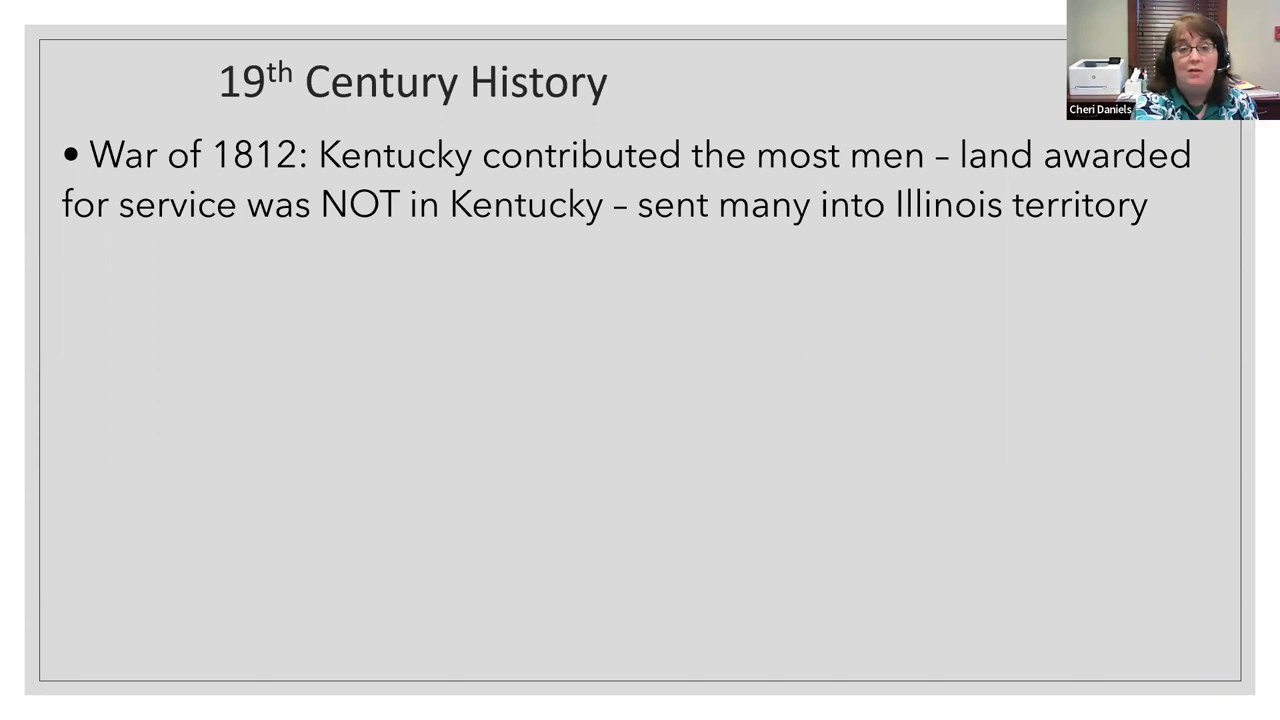 19th Century History
Cheri Daniels
• War of 1812: Kentucky contributed the most men – land awarded
for service was NOT in Kentucky – sent many into Illinois territory